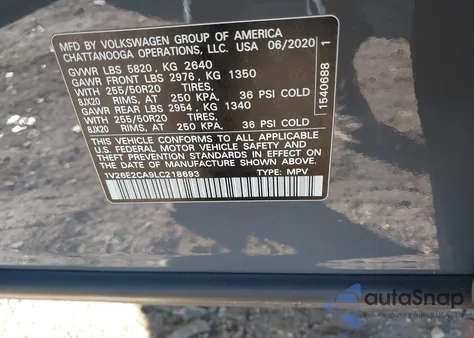 MFD. BY VOLKSWAGEN GROUP OF AMERICA
CHATTANOOGA OPERATIONS, LLC. USA 06/2020
GVWR LBS 5820, KG 2640
GAWR FRONT LBS 2976, KG 1350
WITH 255/50R20 TIRES,
8JX20 RIMS, AT 250 KPA, 36 PSI COLD
GAWR REAR LBS 2954, KG 1340
WITH 255/50R20 TIRES,
8JX20 RIMS, AT 250 KPA, 36 PSI COLD
THIS VEHICLE CONFORMS TO ALL APPLICABLE
U.S. FEDERAL MOTOR VEHICLE SAFETY AND
THEFT PREVENTION STANDARDS IN EFFECT
ON THE DATE OF MANUFACTURE SHOWN ABOVE
1V26E2CA9LC218693 TYPE: MPV
1540688 1
autoSnap